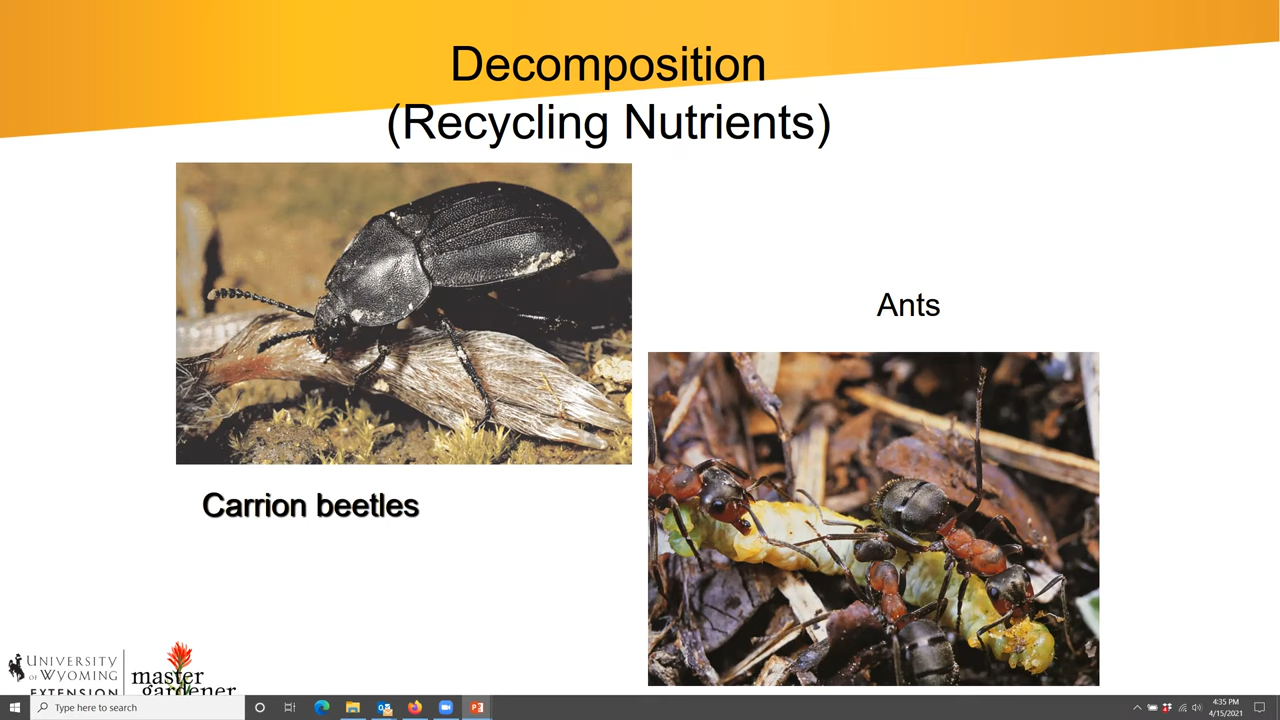 Decomposition
(Recycling Nutrients)
Ants
Carrion beetles
UNIVERSITY
OF WYOMING
EXTENSION
master
gardener
Type here to search
4:35 PM
4/15/2021